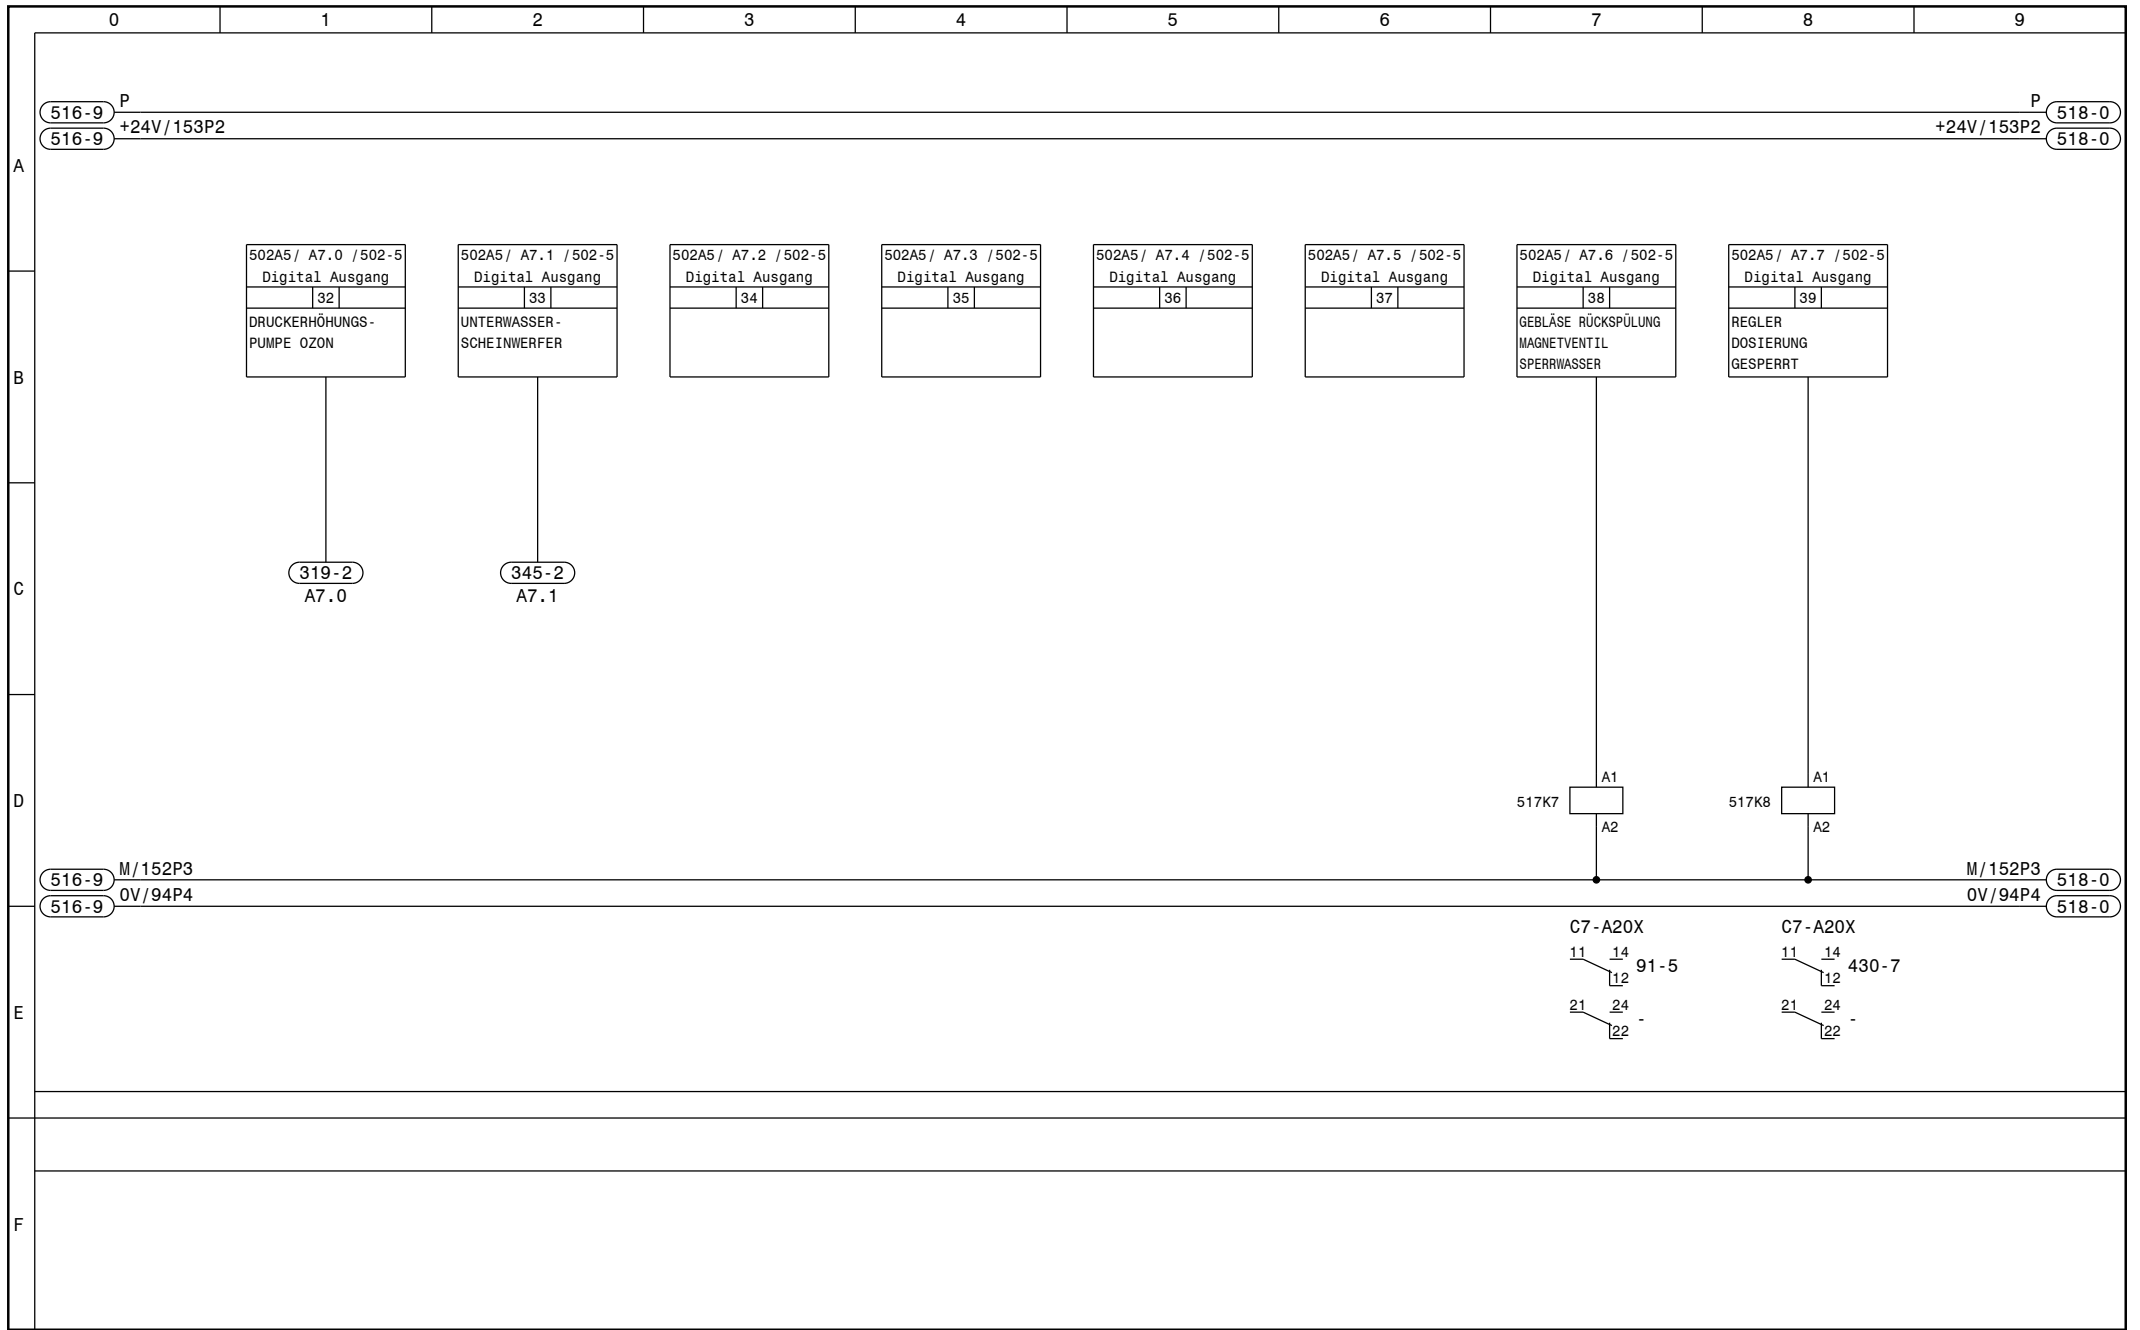 0 1 2 3 4 5 6 7 8 9
516-9 P P 518-0
516-9 +24V/153P2 +24V/153P2 518-0
A
502A5/ A7.0 /502-5
Digital Ausgang
32
DRUCKERHÖHUNGS-
PUMPE OZON
502A5/ A7.1 /502-5
Digital Ausgang
33
UNTERWASSER-
SCHEINWERFER
502A5/ A7.2 /502-5
Digital Ausgang
34
502A5/ A7.3 /502-5
Digital Ausgang
35
502A5/ A7.4 /502-5
Digital Ausgang
36
502A5/ A7.5 /502-5
Digital Ausgang
37
502A5/ A7.6 /502-5
Digital Ausgang
38
GEBLÄSE RÜCKSPÜLUNG
MAGNETVENTIL
SPERRWASSER
502A5/ A7.7 /502-5
Digital Ausgang
39
REGLER
DOSIERUNG
GESPERRT
B
319-2
A7.0
345-2
A7.1
C
D
A1
517K7
A2
A1
517K8
A2
516-9 M/152P3 M/152P3 518-0
516-9 0V/94P4 0V/94P4 518-0
C7-A20X
11 14
12 91-5
21 24
22 -
C7-A20X
11 14
12 430-7
21 24
22 -
E
F